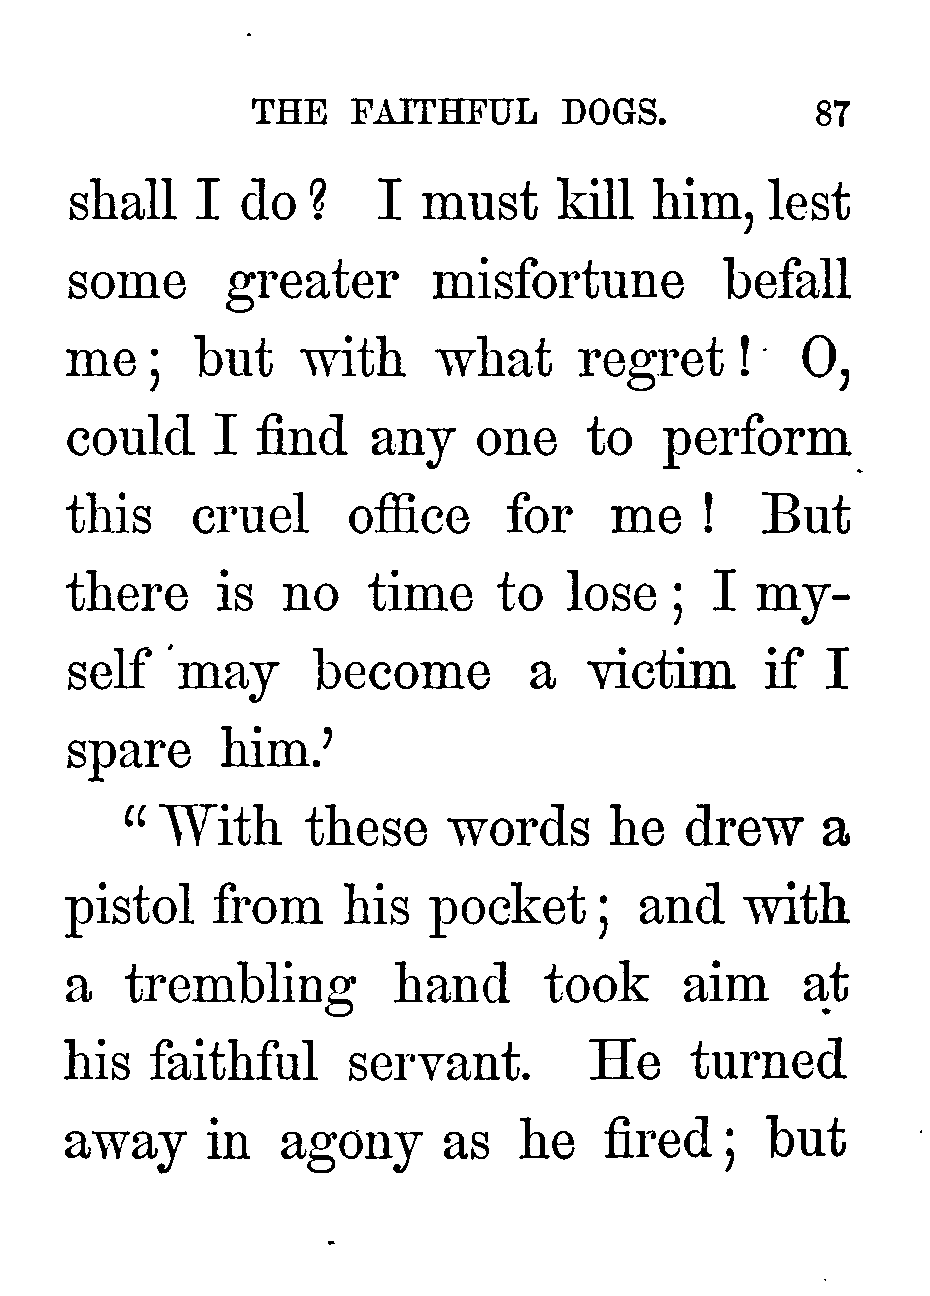 THE FAITHFUL DOGS. 87
shall I do? I must kill him, lest
some greater misfortune befall
me; but with what regret! O,
could I find any one to perform
this cruel office for me! But
there is no time to lose; I my-
self may become a victim if I
spare him.'
"With these words he drew a
pistol from his pocket; and with
a trembling hand took aim at
his faithful servant. He turned
away in agony as he fired; but